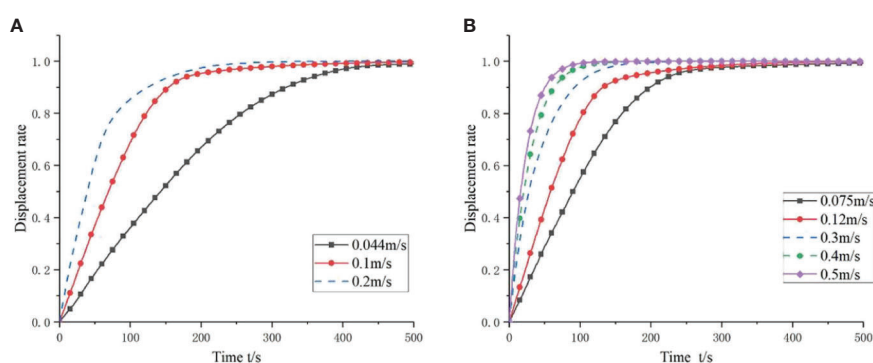 A
Displacement rate
1.0
0.8
0.6
0.4
0.2
0.0
0.044m/s
0.1m/s
0.2m/s
0 100 200 300 400 500
Time t/s
B
Displacement rate
1.0
0.8
0.6
0.4
0.2
0.0
0.075m/s
0.12m/s
0.3m/s
0.4m/s
0.5m/s
0 100 200 300 400 500
Time t/s